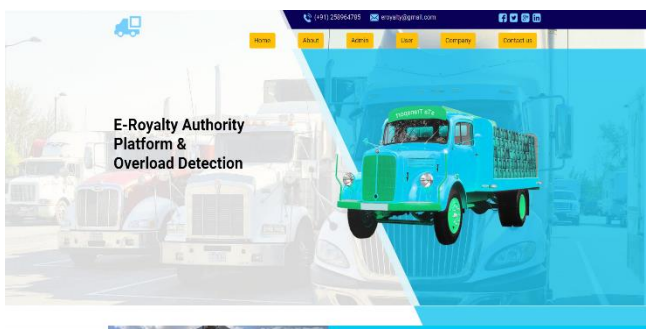 (+91) 258964785 eroyalty@gmail.com
Home About Admin User Company Contact us
E-Royalty Authority
Platform &
Overload Detection